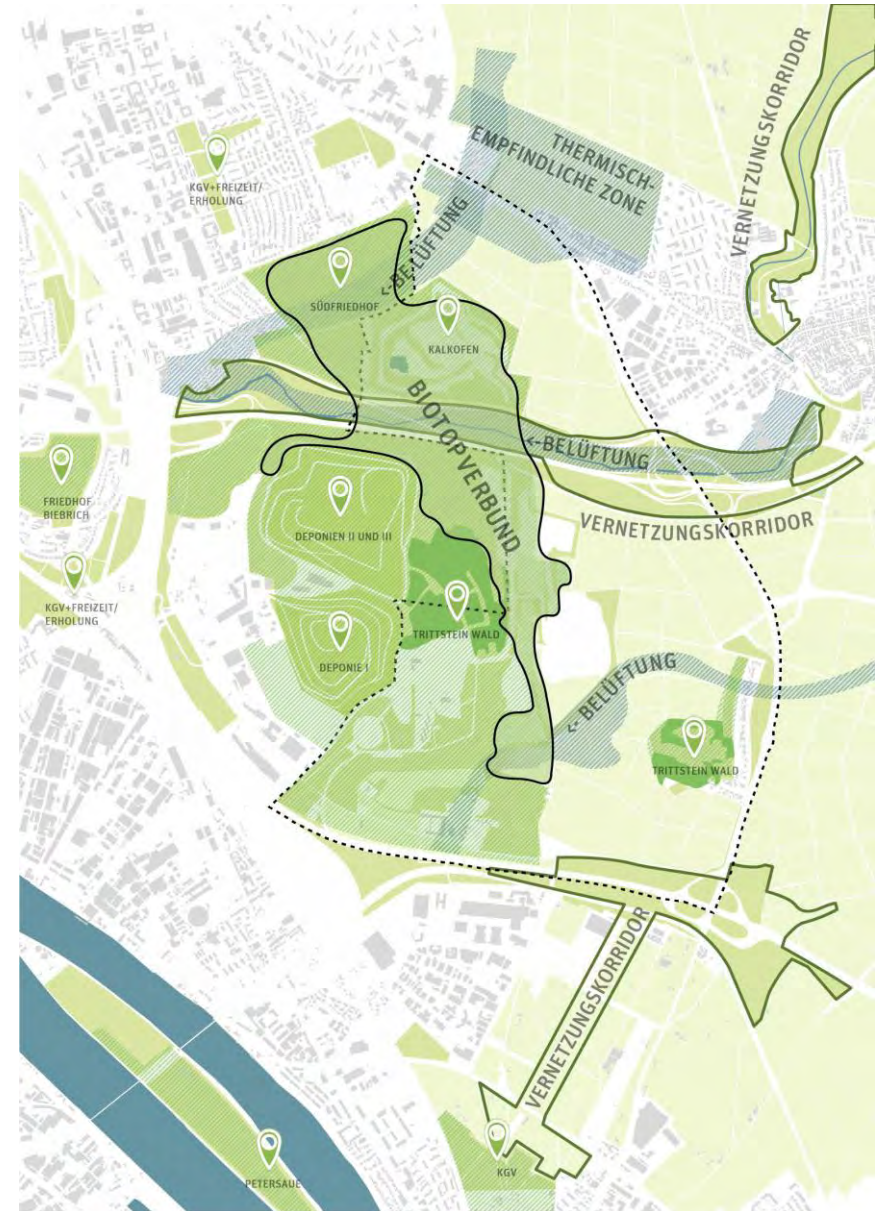 VERNETZUNGSKORRIDOR
THERMISCH-
EMPFINDLICHE ZONE
KGV+FREIZEIT/
ERHOLUNG
<-BELÜFTUNG
SÜDFRIEDHOF
KALKOFEN
BIOTOPVERBUND
<-BELÜFTUNG
VERNETZUNGSKORRIDOR
FRIEDHOF
BIEBRICH
DEPONIEN II UND III
KGV+FREIZEIT/
ERHOLUNG
TRITTSTEIN WALD
DEPONIE I
<- BELÜFTUNG
TRITTSTEIN WALD
VERNETZUNGSKORRIDOR
KGV
PETERSAUE